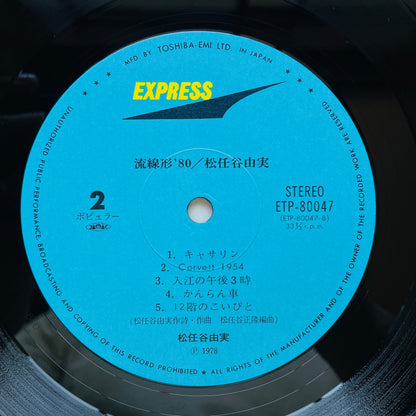 MFD. BY TOSHIBA-EMI LTD. IN JAPAN
EXPRESS
流線形'80/松任谷由実
2
ポピュラー
STEREO
ETP-80047
(ETP-80047-B)
33⅓ r.p.m.
1. キャサリン
2. Corvett 1954
3. 入江の午後3時
4. かんらん車
5. 12階のこいびと
(松任谷由実作詩・作曲 松任谷正隆編曲)
松任谷由実
Ⓟ 1978
UNAUTHORIZED PUBLIC PERFORMANCE, BROADCASTING AND COPYING OF THIS RECORD PROHIBITED. ALL RIGHTS OF THE MANUFACTURER AND OF THE OWNER OF THE RECORDED WORK RESERVED